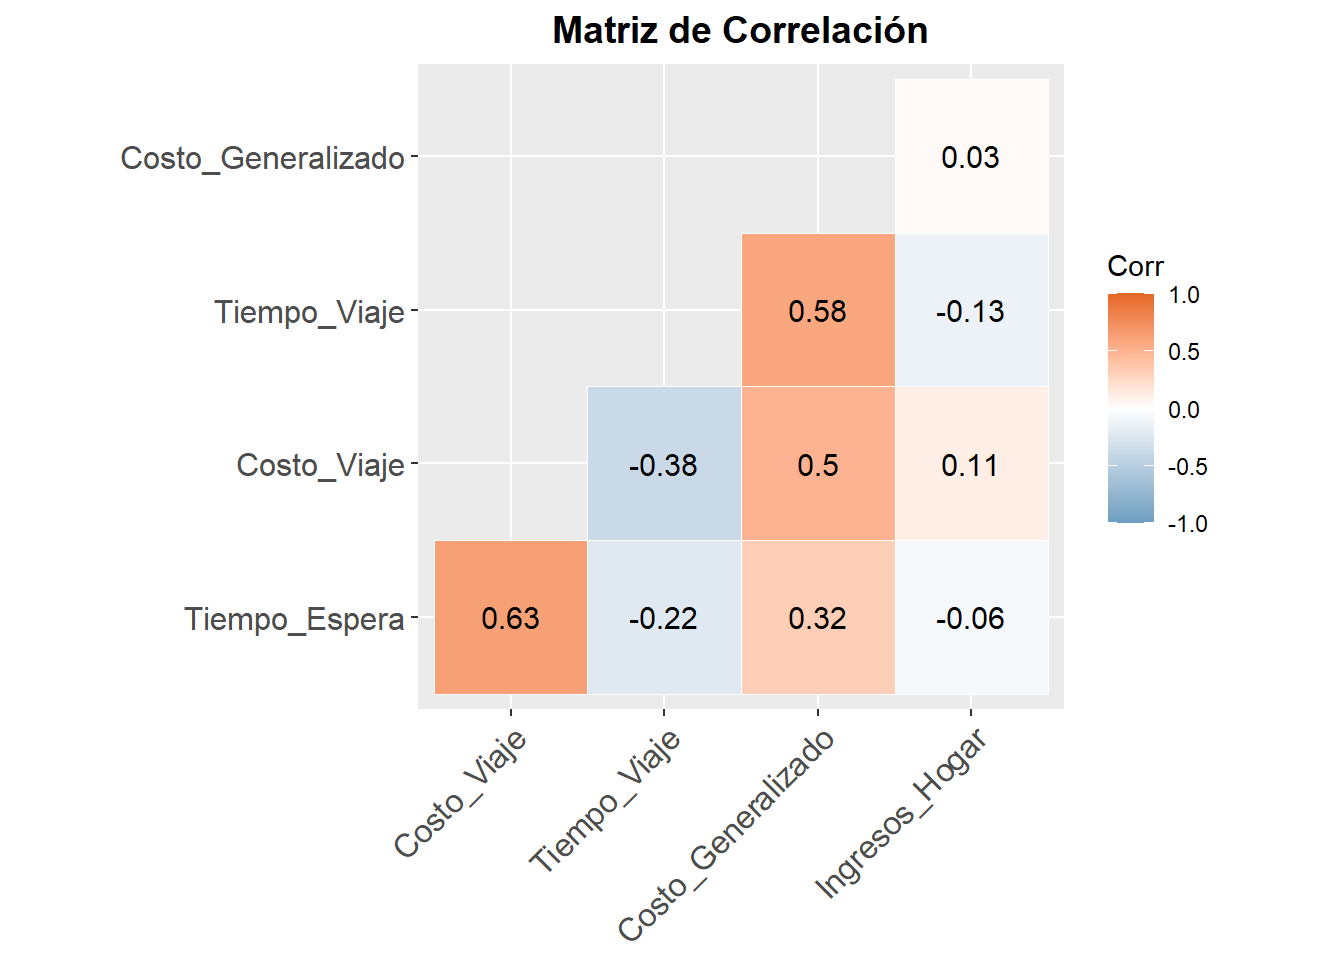 Matriz de Correlación
Costo_Generalizado
0.03
Tiempo_Viaje
0.58
-0.13
Costo_Viaje
-0.38
0.5
0.11
Tiempo_Espera
0.63
-0.22
0.32
-0.06
Costo_Viaje
Tiempo_Viaje
Costo_Generalizado
Ingresos_Hogar
Corr
1.0
0.5
0.0
-0.5
-1.0